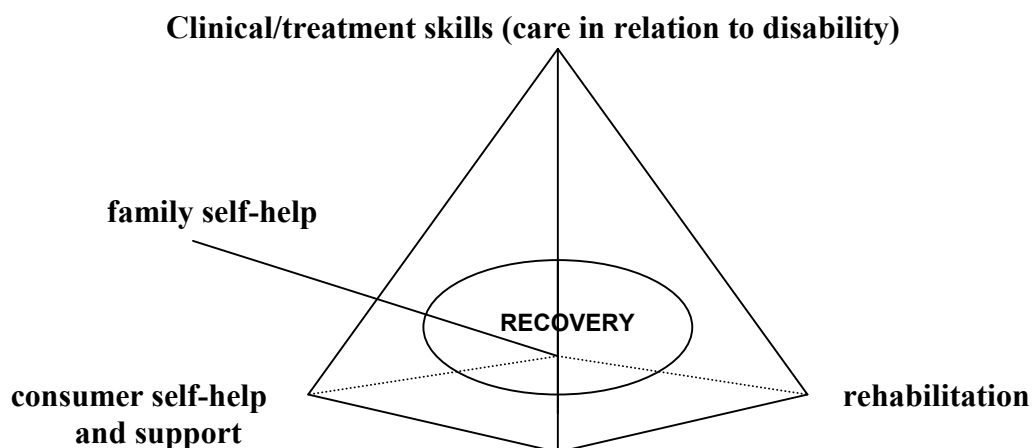 Clinical/treatment skills (care in relation to disability)
family self-help
RECOVERY
consumer self-help
and support
rehabilitation